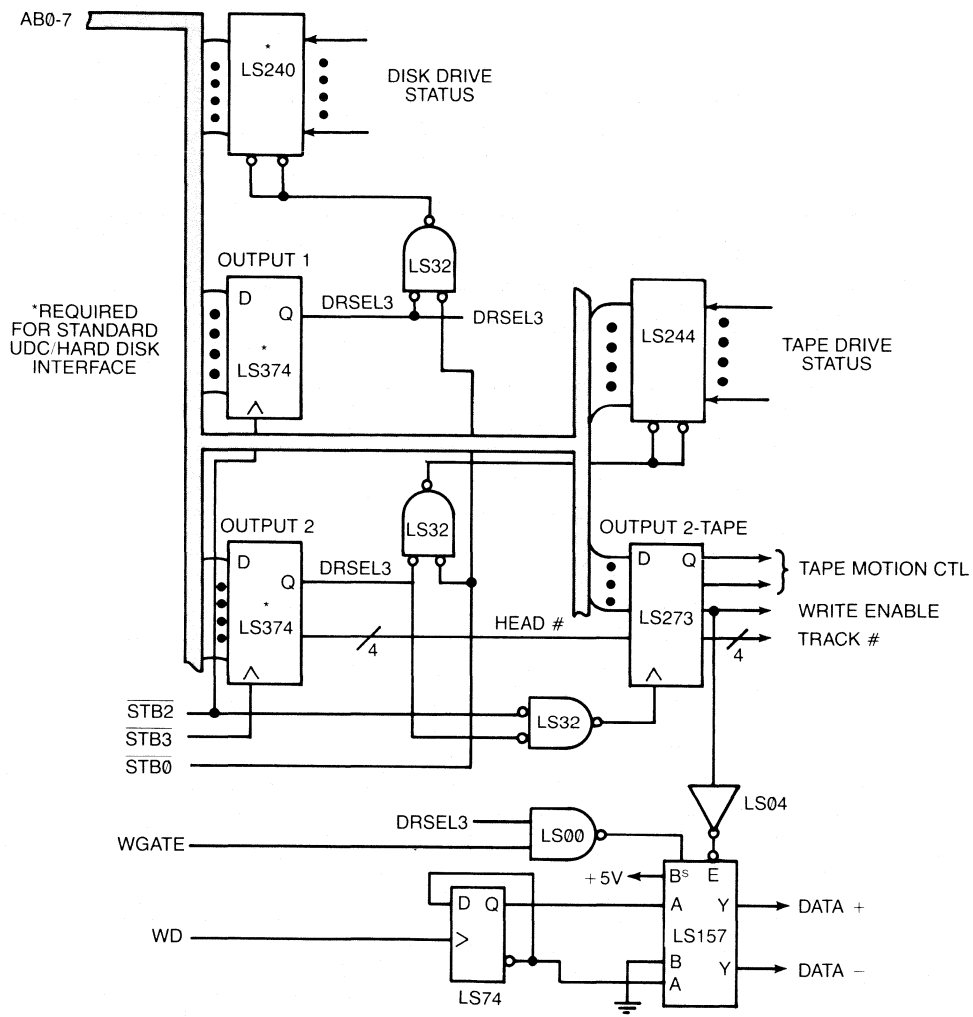 AB0-7
*
LS240
DISK DRIVE
STATUS
LS32
OUTPUT 1
D
Q
*
LS374
DRSEL3
DRSEL3
*REQUIRED
FOR STANDARD
UDC/HARD DISK
INTERFACE
LS244
TAPE DRIVE
STATUS
LS32
OUTPUT 2
D
Q
*
LS374
DRSEL3
HEAD #
4
OUTPUT 2-TAPE
D
Q
LS273
TAPE MOTION CTL
WRITE ENABLE
TRACK #
4
STB2
STB3
STB0
LS32
LS04
DRSEL3
WGATE
LS00
+5V
B
S
E
A
Y
DATA +
LS157
B
Y
DATA −
A
WD
D
Q
LS74